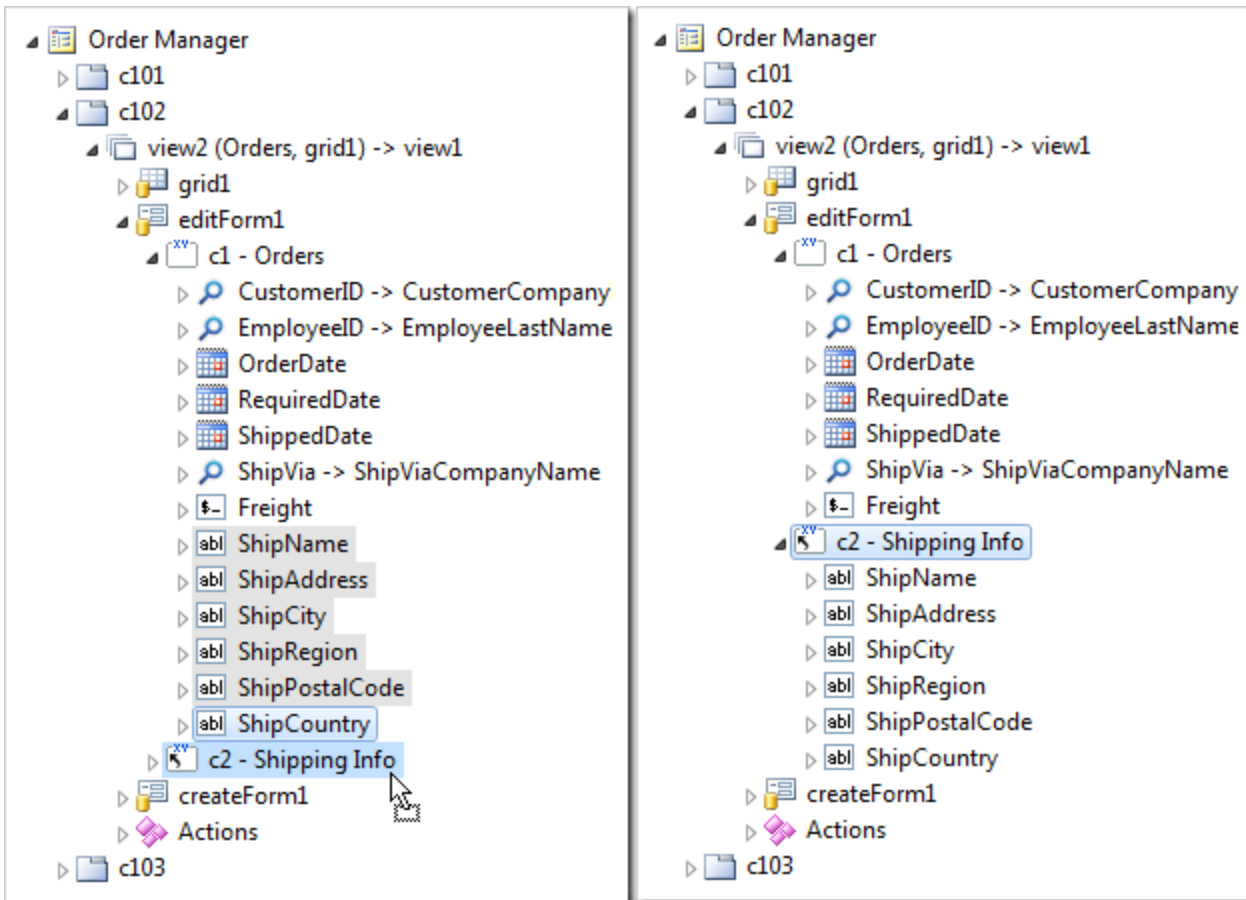 Order Manager
c101
c102
view2 (Orders, grid1) -> view1
grid1
editForm1
c1 - Orders
CustomerID -> CustomerCompany
EmployeeID -> EmployeeLastName
OrderDate
RequiredDate
ShippedDate
ShipVia -> ShipViaCompanyName
Freight
ShipName
ShipAddress
ShipCity
ShipRegion
ShipPostalCode
ShipCountry
c2 - Shipping Info
createForm1
Actions
c103
Order Manager
c101
c102
view2 (Orders, grid1) -> view1
grid1
editForm1
c1 - Orders
CustomerID -> CustomerCompany
EmployeeID -> EmployeeLastName
OrderDate
RequiredDate
ShippedDate
ShipVia -> ShipViaCompanyName
Freight
c2 - Shipping Info
ShipName
ShipAddress
ShipCity
ShipRegion
ShipPostalCode
ShipCountry
createForm1
Actions
c103